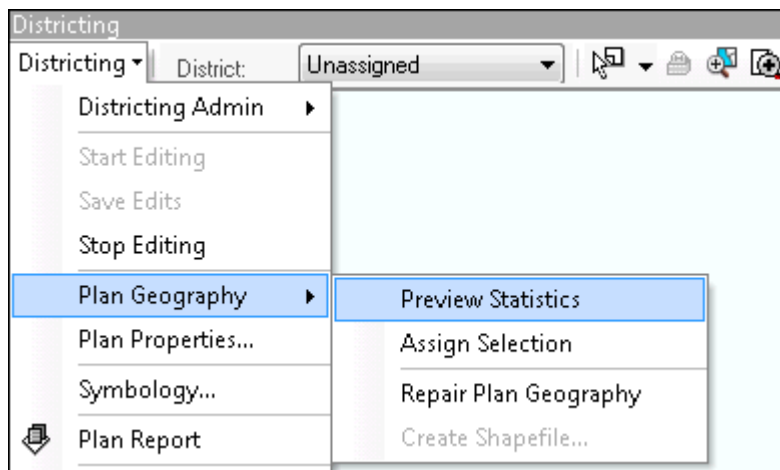 Districting
Districting District: Unassigned
Districting Admin
Start Editing
Save Edits
Stop Editing
Plan Geography
Preview Statistics
Plan Properties...
Assign Selection
Symbology...
Repair Plan Geography
Plan Report
Create Shapefile...